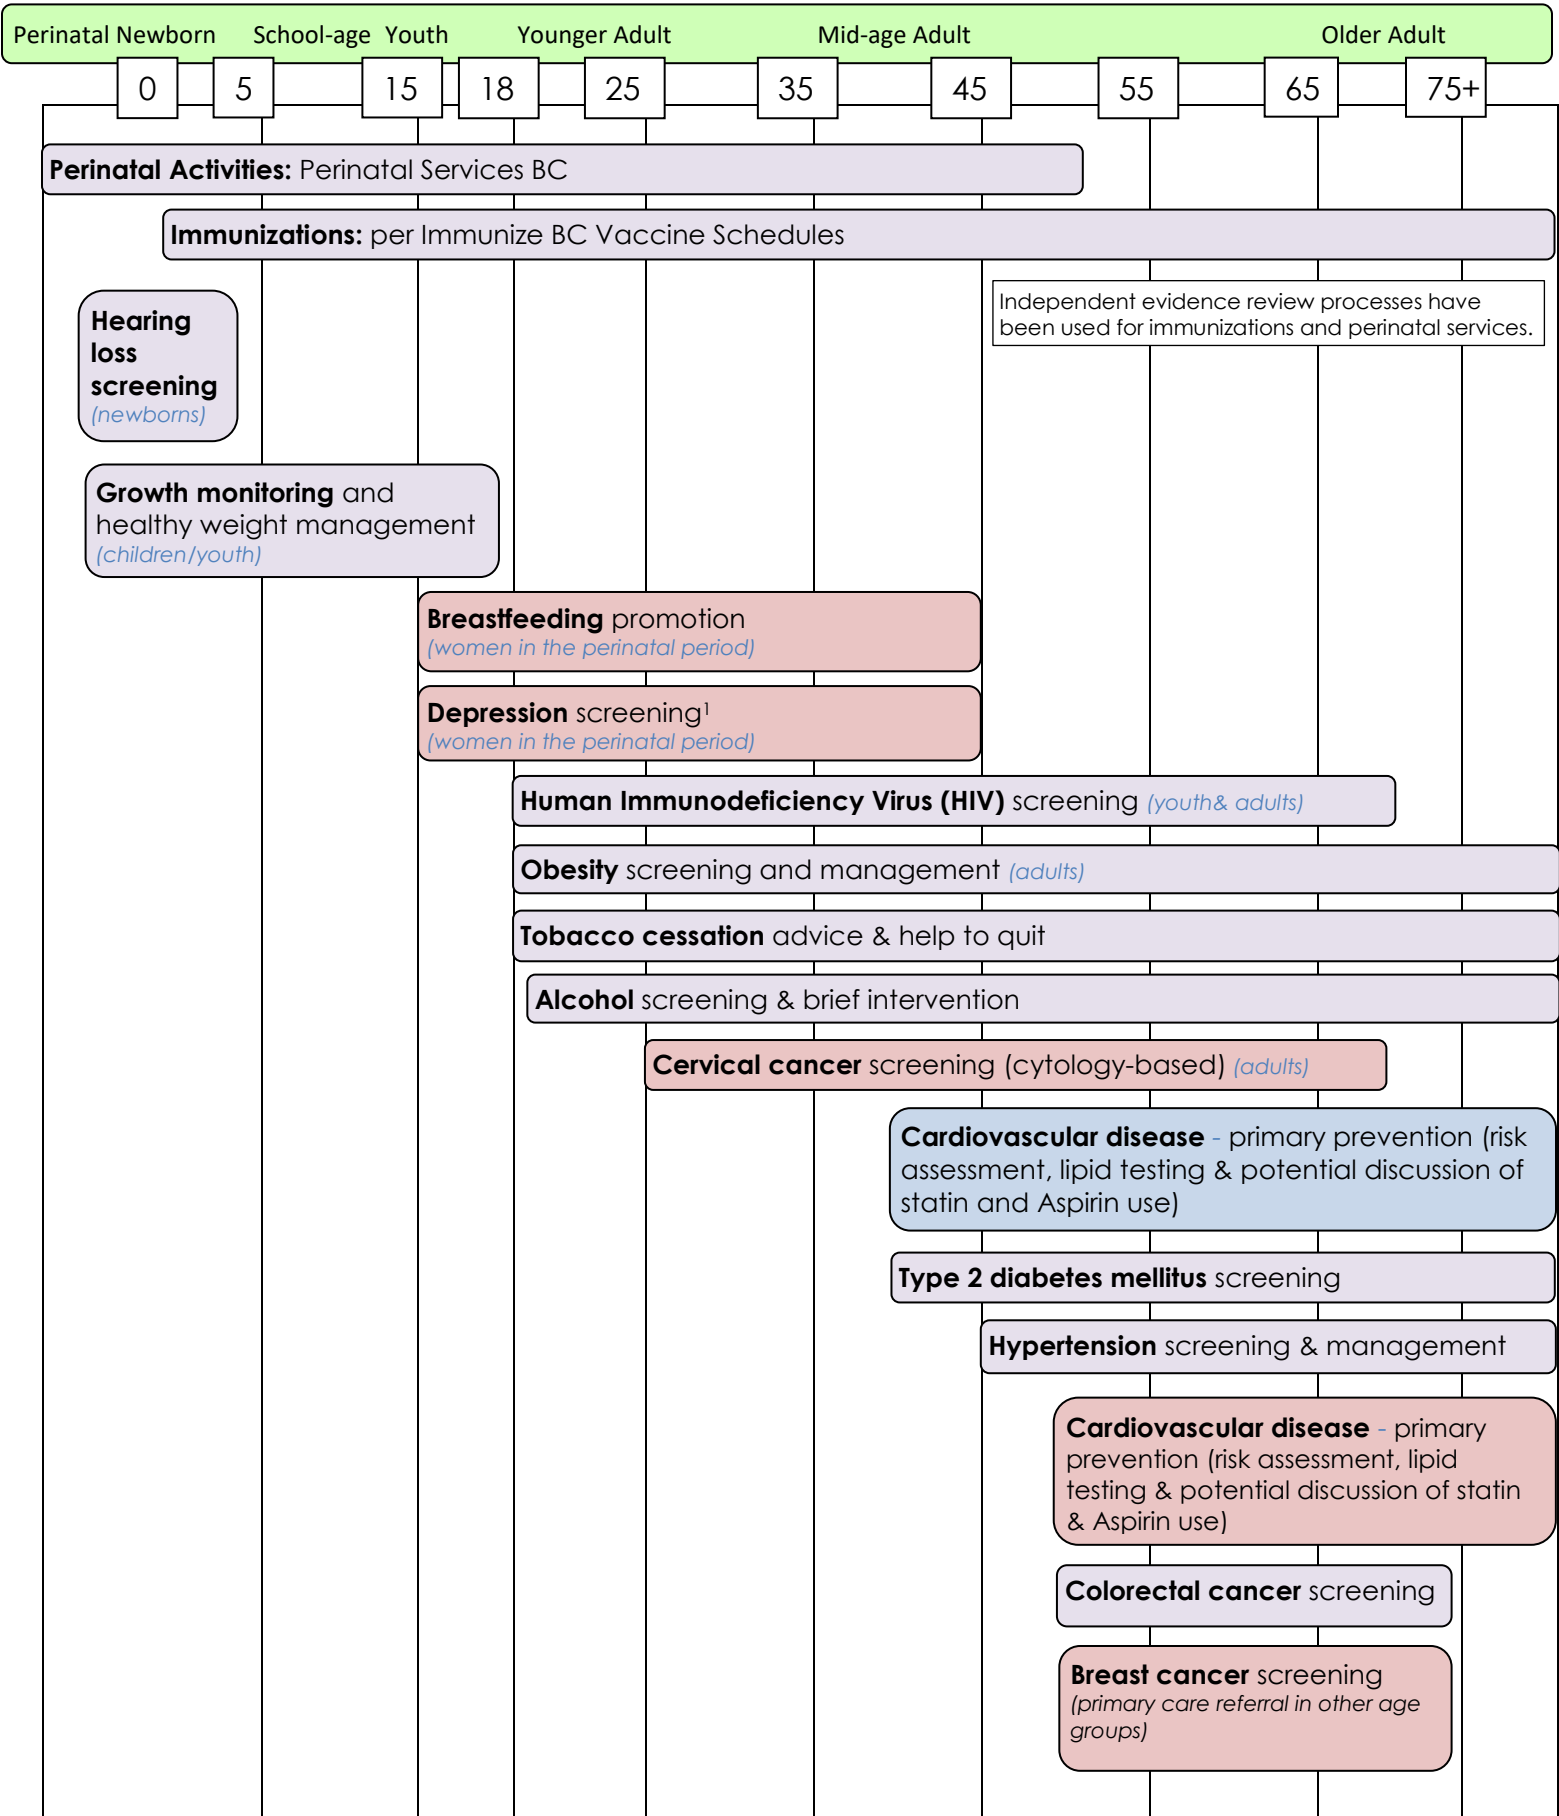 Perinatal Newborn School-age Youth Younger Adult Mid-age Adult Older Adult
0 5 15 18 25 35 45 55 65 75+
Perinatal Activities: Perinatal Services BC
Immunizations: per Immunize BC Vaccine Schedules
Independent evidence review processes have
been used for immunizations and perinatal services.
Hearing
loss
screening
(newborns)
Growth monitoring and
healthy weight management
(children/youth)
Breastfeeding promotion
(women in the perinatal period)
Depression screening¹
(women in the perinatal period)
Human Immunodeficiency Virus (HIV) screening (youth& adults)
Obesity screening and management (adults)
Tobacco cessation advice & help to quit
Alcohol screening & brief intervention
Cervical cancer screening (cytology-based) (adults)
Cardiovascular disease - primary prevention (risk
assessment, lipid testing & potential discussion of
statin and Aspirin use)
Type 2 diabetes mellitus screening
Hypertension screening & management
Cardiovascular disease - primary
prevention (risk assessment, lipid
testing & potential discussion of statin
& Aspirin use)
Colorectal cancer screening
Breast cancer screening
(primary care referral in other age
groups)